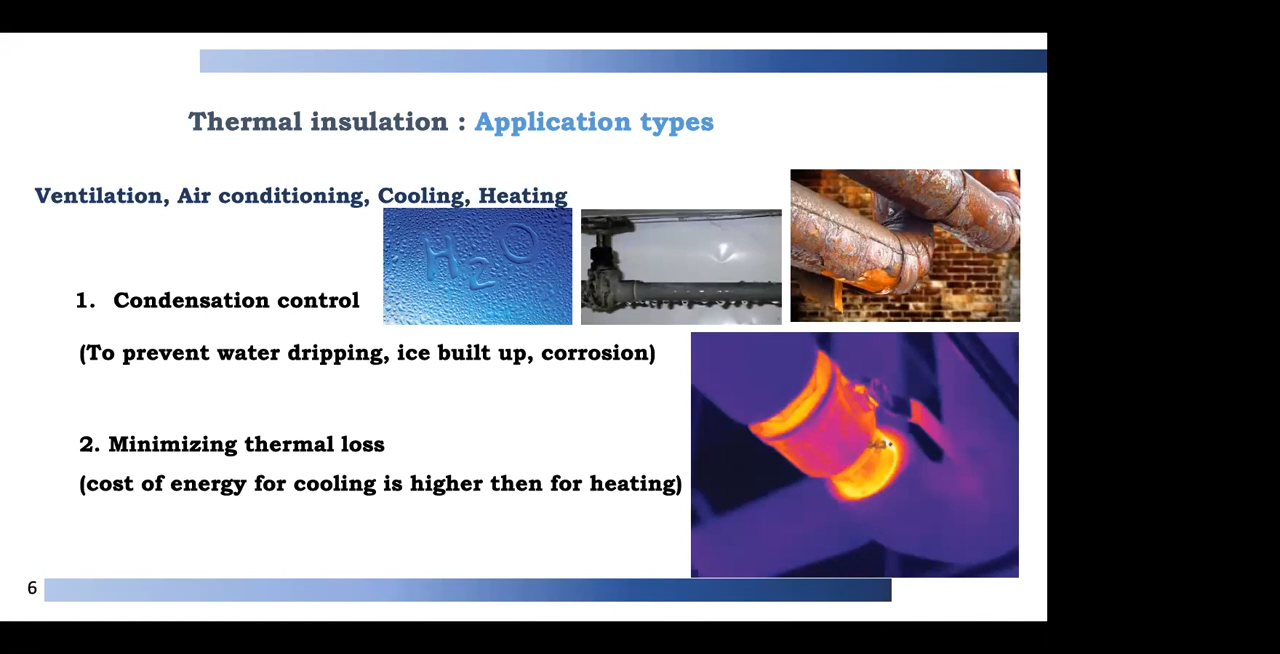 Thermal insulation : Application types
Ventilation, Air conditioning, Cooling, Heating
H2O
1. Condensation control
(To prevent water dripping, ice built up, corrosion)
2. Minimizing thermal loss
(cost of energy for cooling is higher then for heating)
6